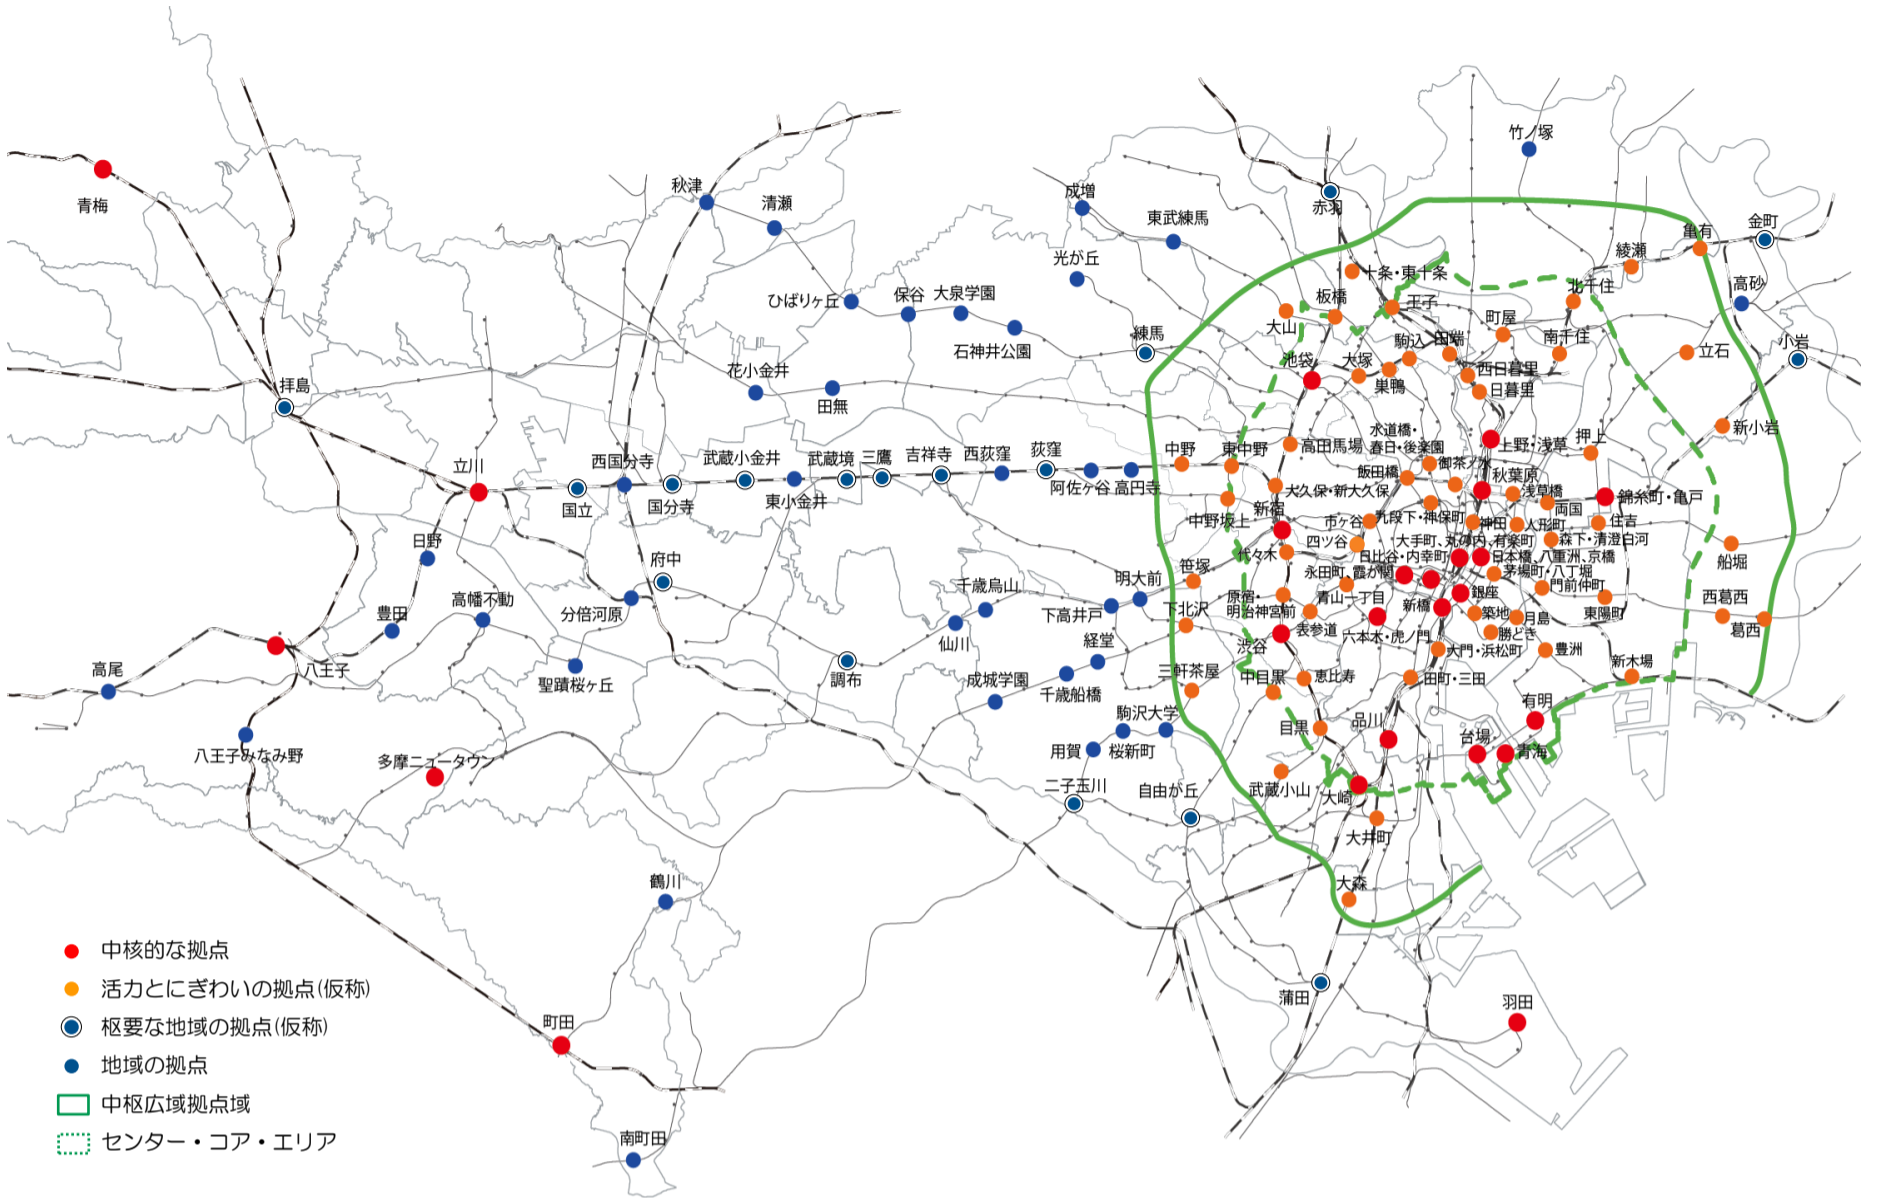 竹ノ塚
秋津
成増
清瀬
東武練馬
赤羽
青梅
金町
亀有
綾瀬
光が丘
十条・東十条
北千住
高砂
ひばりヶ丘
保谷
大泉学園
板橋
王子
大山
町屋
南千住
練馬
駒込
田端
小岩
石神井公園
池袋
大塚
立石
花小金井
西日暮里
巣鴨
日暮里
拝島
田無
新小岩
水道橋・
春日・後楽園
上野・浅草
押上
高田馬場
中野
東中野
西国分寺
武蔵小金井
武蔵境
三鷹
吉祥寺
西荻窪
荻窪
立川
御茶ノ水
飯田橋
秋葉原
阿佐ヶ谷
高円寺
大久保・新大久保
浅草橋
錦糸町・亀戸
国立
国分寺
東小金井
両国
新宿
中野坂上
市ヶ谷
九段下・神保町
神田
人形町
住吉
日野
四ツ谷
大手町、丸の内、有楽町
森下・清澄白河
代々木
日比谷・内幸町
日本橋、八重洲、京橋
船堀
府中
笹塚
永田町、霞が関
茅場町・八丁堀
明大前
千歳烏山
門前仲町
高幡不動
分倍河原
豊田
原宿・
明治神宮前
青山一丁目
新橋
銀座
西葛西
下高井戸
下北沢
築地
月島
東陽町
葛西
表参道
六本木・虎ノ門
勝どき
仙川
経堂
渋谷
大門・浜松町
豊洲
高尾
八王子
聖蹟桜ヶ丘
調布
成城学園
三軒茶屋
中目黒
恵比寿
田町・三田
新木場
千歳船橋
駒沢大学
有明
目黒
品川
台場
青海
八王子みなみ野
多摩ニュータウン
用賀
桜新町
二子玉川
自由が丘
武蔵小山
大崎
大井町
鶴川
大森
中核的な拠点
活力とにぎわいの拠点(仮称)
枢要な地域の拠点(仮称)
地域の拠点
中枢広域拠点域
センター・コア・エリア
蒲田
羽田
町田
南町田